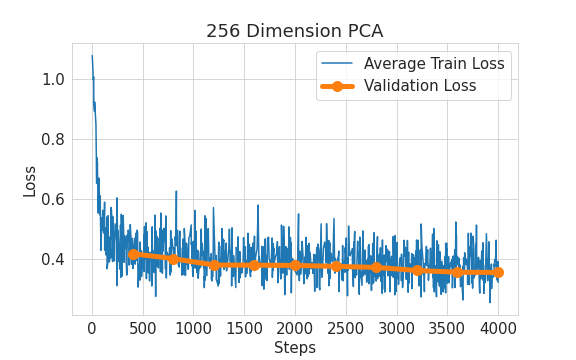 256 Dimension PCA
Average Train Loss
Validation Loss
Loss
1.0
0.8
0.6
0.4
0 500 1000 1500 2000 2500 3000 3500 4000
Steps